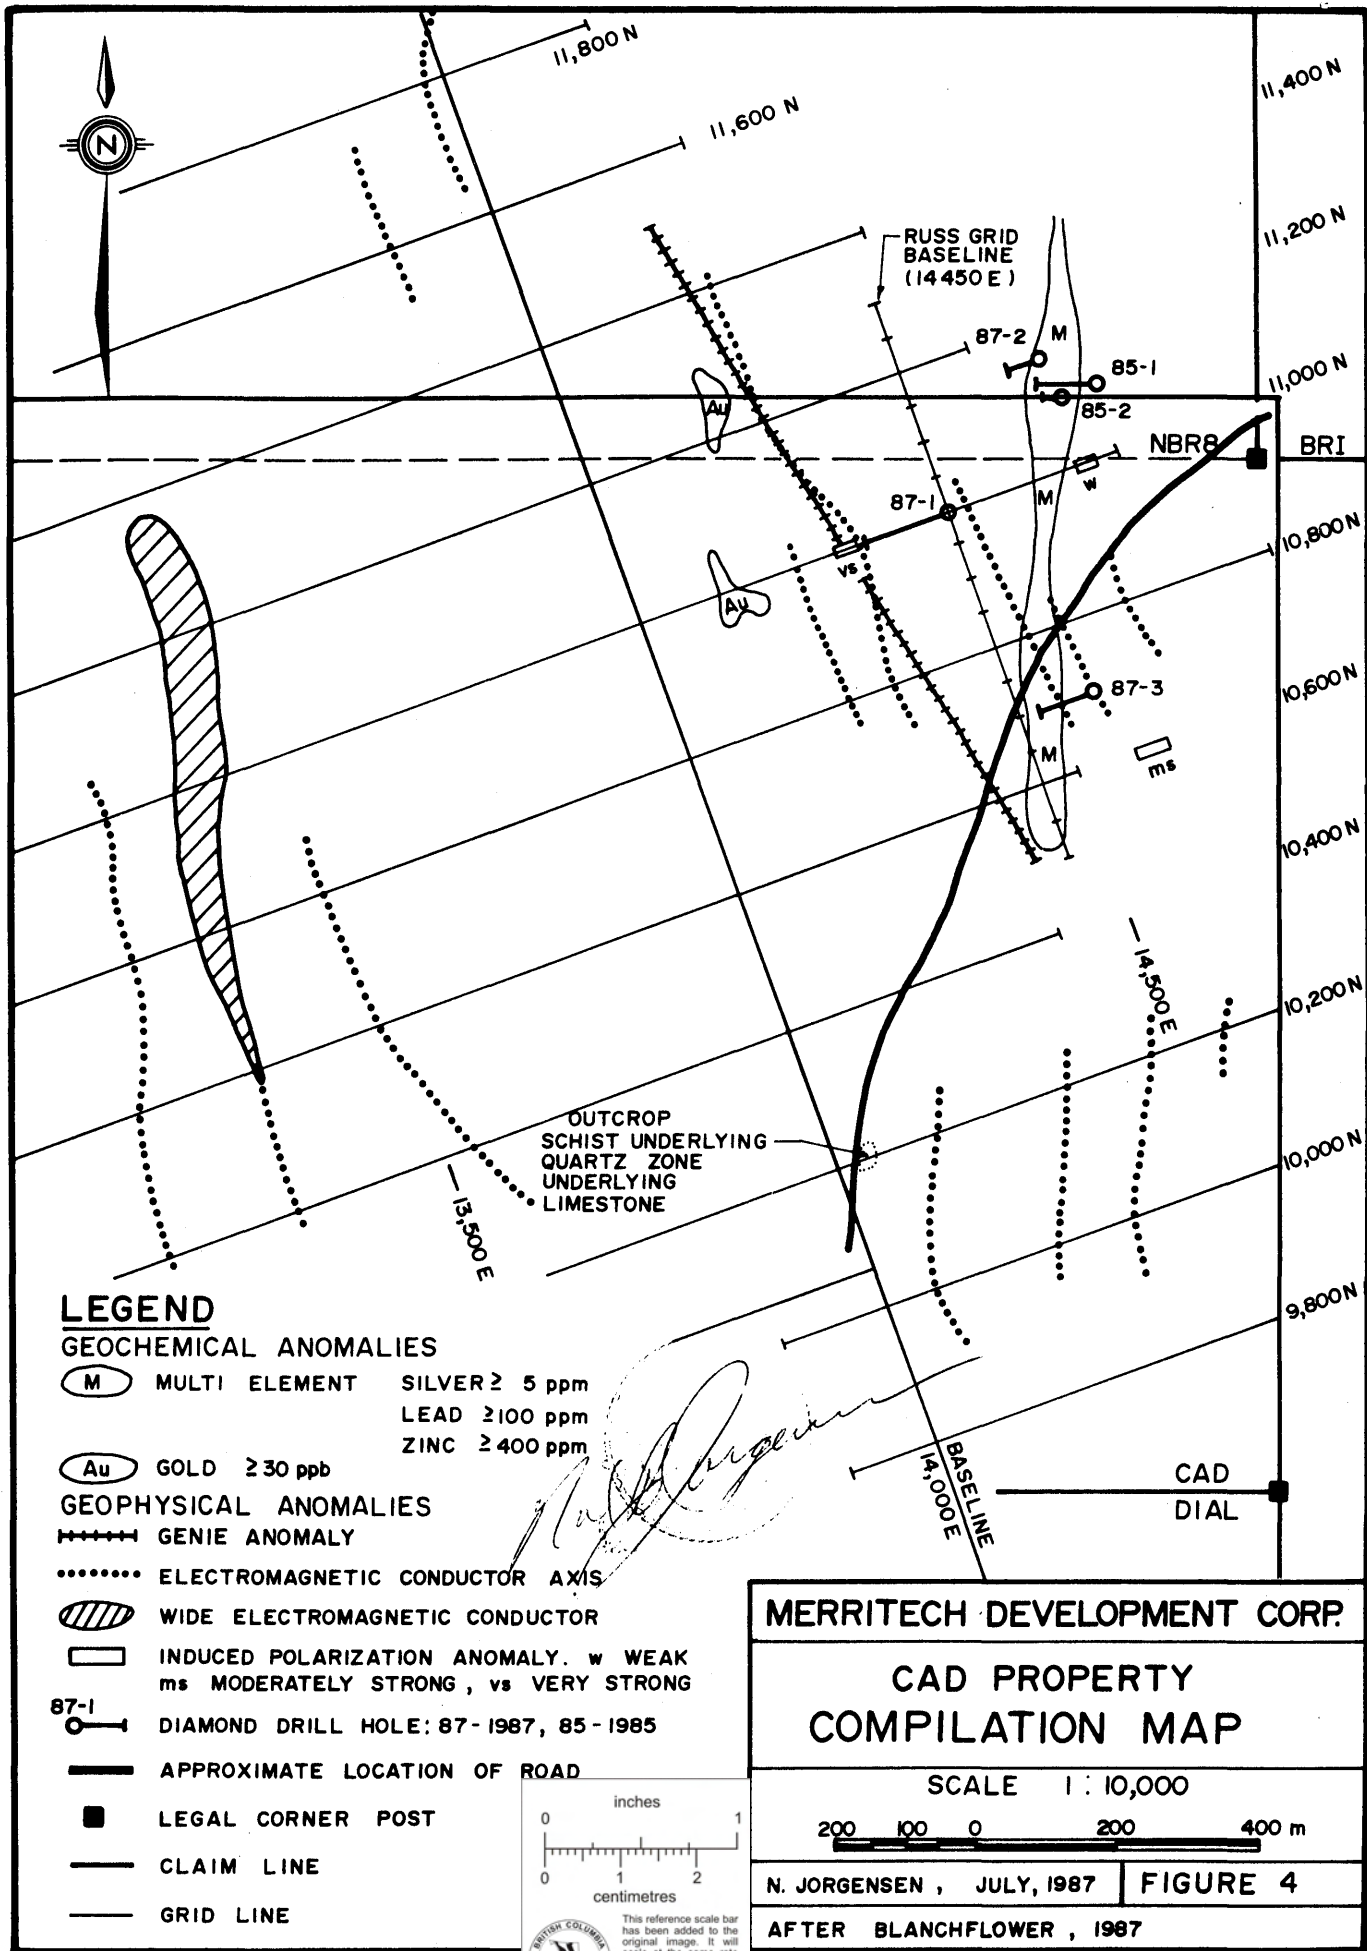 11,800 N
11,600 N
11,400 N
11,200 N
11,000 N
10,800 N
10,600 N
10,400 N
10,200 N
10,000 N
9,800 N
N
RUSS GRID
BASELINE
(14450 E)
87-2
M
85-1
85-2
Au
NBR8
BRI
w
87-1
M
vs
Au
87-3
M
ms
14,500 E
OUTCROP
SCHIST UNDERLYING
QUARTZ ZONE
UNDERLYING
LIMESTONE
13,500 E
BASELINE
14,000 E
CAD
DIAL
LEGEND
GEOCHEMICAL ANOMALIES
M MULTI ELEMENT SILVER ≥ 5 ppm
LEAD ≥100 ppm
ZINC ≥400 ppm
Au GOLD ≥30 ppb
GEOPHYSICAL ANOMALIES
GENIE ANOMALY
ELECTROMAGNETIC CONDUCTOR AXIS
WIDE ELECTROMAGNETIC CONDUCTOR
INDUCED POLARIZATION ANOMALY. w WEAK
ms MODERATELY STRONG, vs VERY STRONG
87-1
DIAMOND DRILL HOLE: 87-1987, 85-1985
APPROXIMATE LOCATION OF ROAD
LEGAL CORNER POST
CLAIM LINE
GRID LINE
inches
0 1
0 1 2
centimetres
BRITISH COLUMBIA
This reference scale bar
has been added to the
original image. It will
MERRITECH DEVELOPMENT CORP.
CAD PROPERTY
COMPILATION MAP
SCALE 1 : 10,000
200 100 0 200 400 m
N. JORGENSEN, JULY, 1987
FIGURE 4
AFTER BLANCHFLOWER, 1987